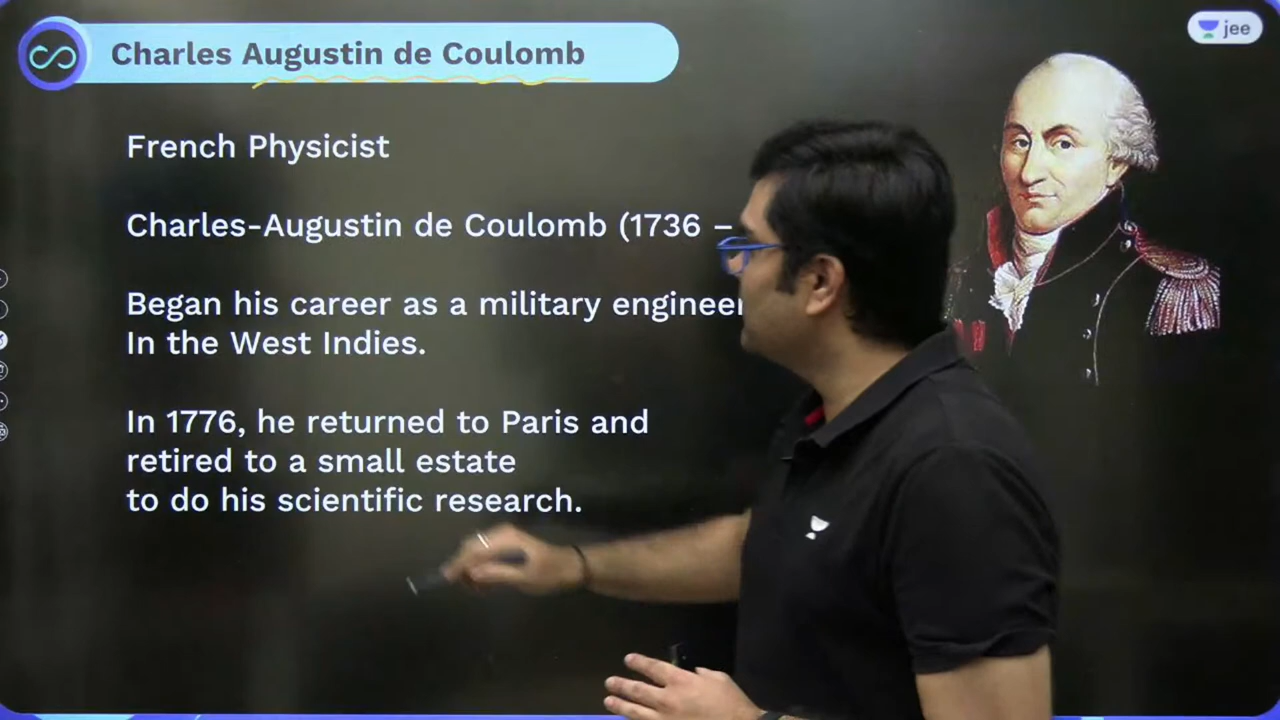 Charles Augustin de Coulomb
jee
French Physicist
Charles-Augustin de Coulomb (1736 –
Began his career as a military engineer
In the West Indies.
In 1776, he returned to Paris and
retired to a small estate
to do his scientific research.